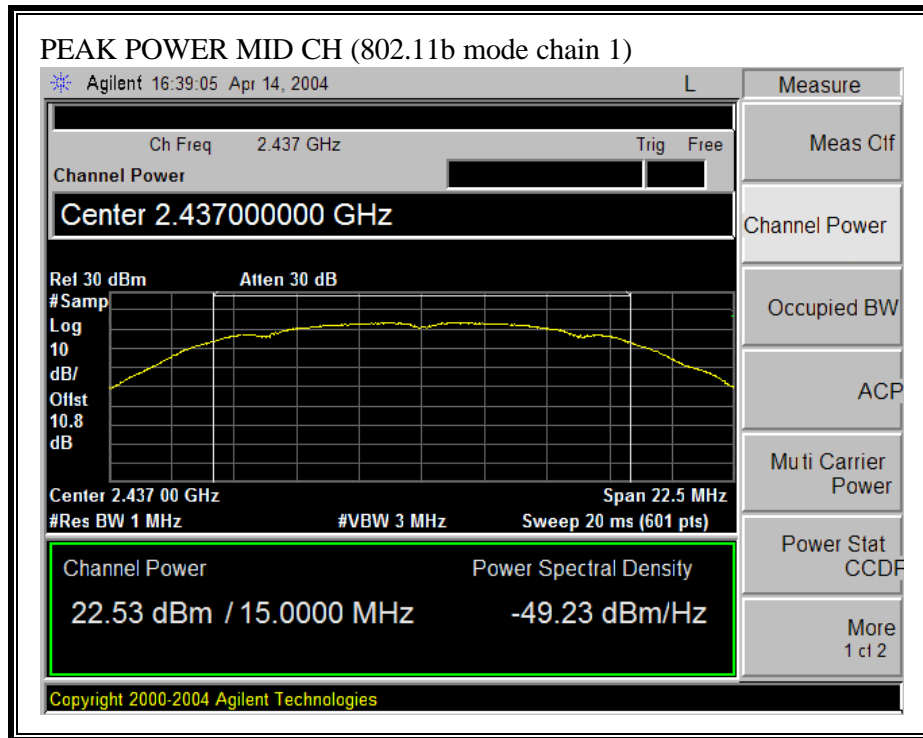 PEAK POWER MID CH (802.11b mode chain 1)
Agilent 16:39:05 Apr 14, 2004 L
Measure
Ch Freq 2.437 GHz Trig Free
Meas Off
Channel Power
Center 2.437000000 GHz
Channel Power
Ref 30 dBm Atten 30 dB
#Samp
Log
10
dB/
Offst
10.8
dB
Occupied BW
ACP
Center 2.437 00 GHz Span 22.5 MHz
#Res BW 1 MHz #VBW 3 MHz Sweep 20 ms (601 pts)
Multi Carrier
Power
Channel Power Power Spectral Density
22.53 dBm / 15.0000 MHz -49.23 dBm/Hz
Power Stat
CCDF
More
1 of 2
Copyright 2000-2004 Agilent Technologies